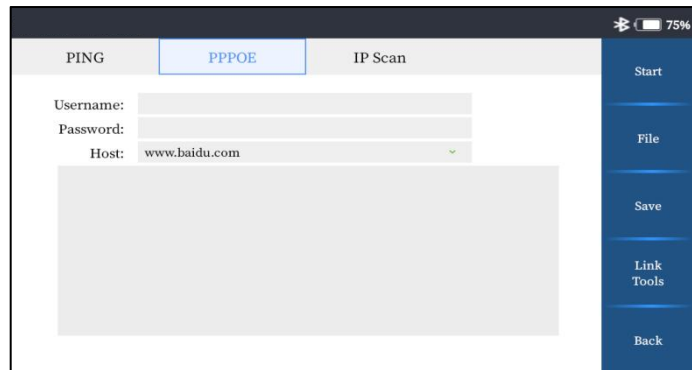 75%
PING PPPOE IP Scan
Start
Username:
Password:
File
Host: www.baidu.com
Save
Link
Tools
Back